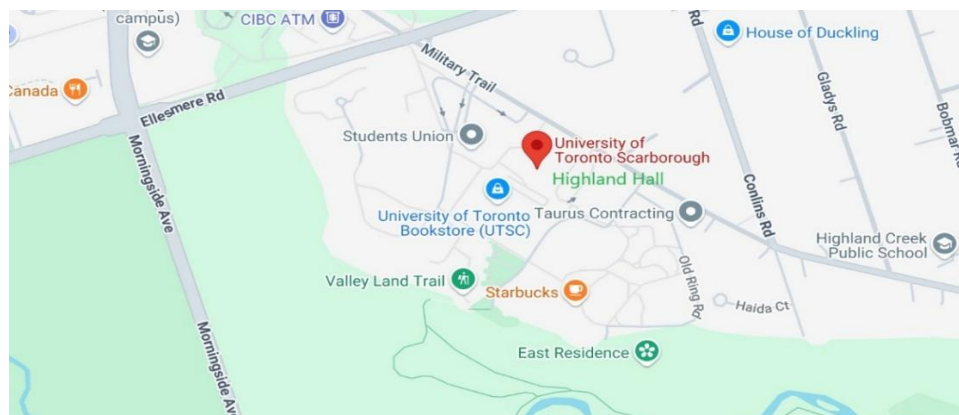 campus)
CIBC ATM
House of Duckling
Canada
Ellesmere Rd
Military Trail
Gladys Rd
Bobmar Rd
Students Union
University of
Toronto Scarborough
Highland Hall
Morningside Ave
Conlins Rd
University of Toronto
Bookstore (UTSC)
Taurus Contracting
Highland Creek
Public School
Valley Land Trail
Starbucks
Old Ring Rd
Haida Ct
Morningside Ave
East Residence